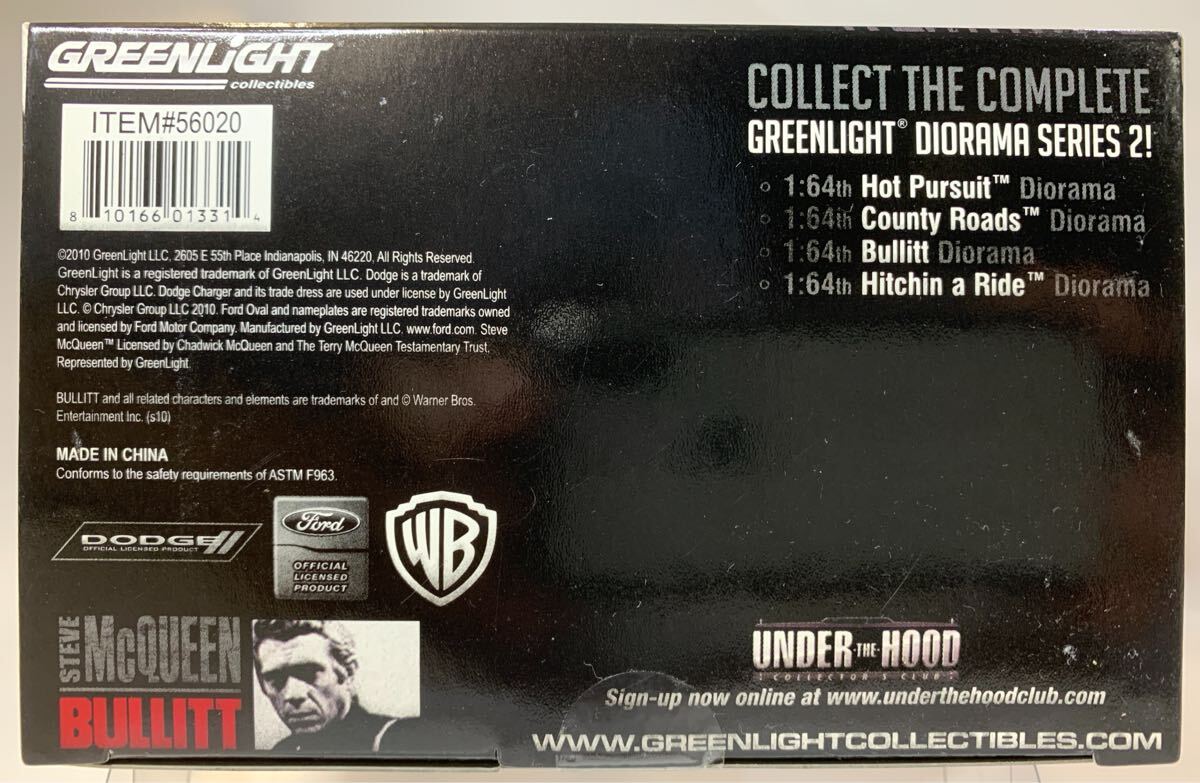 GREENLiGHT
collectibles
ITEM#56020
8 10166 01331 4
©2010 GreenLight LLC, 2605 E 55th Place Indianapolis, IN 46220, All Rights Reserved.
GreenLight is a registered trademark of GreenLight LLC. Dodge is a trademark of
Chrysler Group LLC. Dodge Charger and its trade dress are used under license by GreenLight
LLC. © Chrysler Group LLC 2010. Ford Oval and nameplates are registered trademarks owned
and licensed by Ford Motor Company. Manufactured by GreenLight LLC. www.ford.com. Steve
McQueen™ Licensed by Chadwick McQueen and The Terry McQueen Testamentary Trust,
Represented by GreenLight.
BULLITT and all related characters and elements are trademarks of and © Warner Bros.
Entertainment Inc. (s10)
MADE IN CHINA
Conforms to the safety requirements of ASTM F963.
DODGE
OFFICIAL LICENSED PRODUCT
Ford
OFFICIAL
LICENSED
PRODUCT
WB
STEVE
McQUEEN
BULLITT
COLLECT THE COMPLETE
GREENLIGHT® DIORAMA SERIES 2!
1:64th Hot Pursuit™ Diorama
1:64th County Roads™ Diorama
1:64th Bullitt Diorama
1:64th Hitchin a Ride™ Diorama
UNDER·THE·HOOD
COLLECTOR'S CLUB
Sign-up now online at www.underthehoodclub.com
WWW.GREENLIGHTCOLLECTIBLES.COM